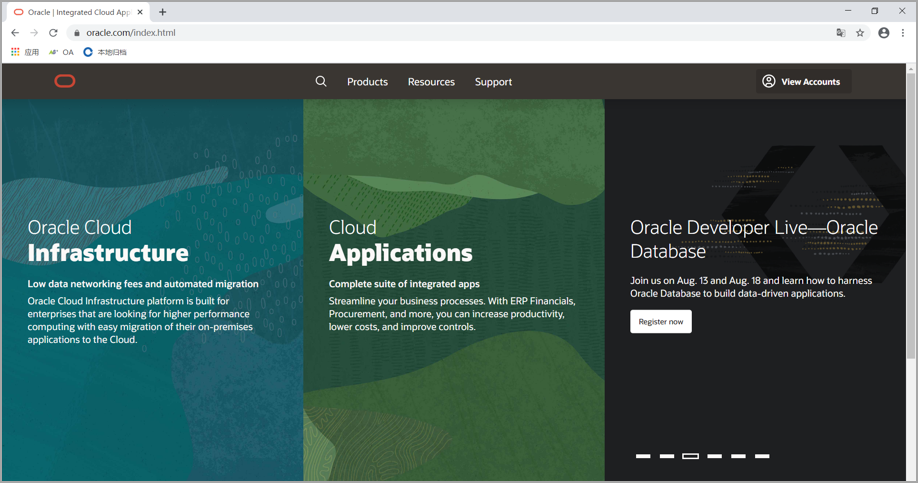 Oracle | Integrated Cloud App
oracle.com/index.html
应用 OA 本地归档
Products Resources Support View Accounts
Oracle Cloud
Infrastructure
Low data networking fees and automated migration
Oracle Cloud Infrastructure platform is built for
enterprises that are looking for higher performance
computing with easy migration of their on-premises
applications to the Cloud.
Cloud
Applications
Complete suite of integrated apps
Streamline your business processes. With ERP Financials,
Procurement, and more, you can increase productivity,
lower costs, and improve controls.
Oracle Developer Live—Oracle
Database
Join us on Aug. 13 and Aug. 18 and learn how to harness
Oracle Database to build data-driven applications.
Register now